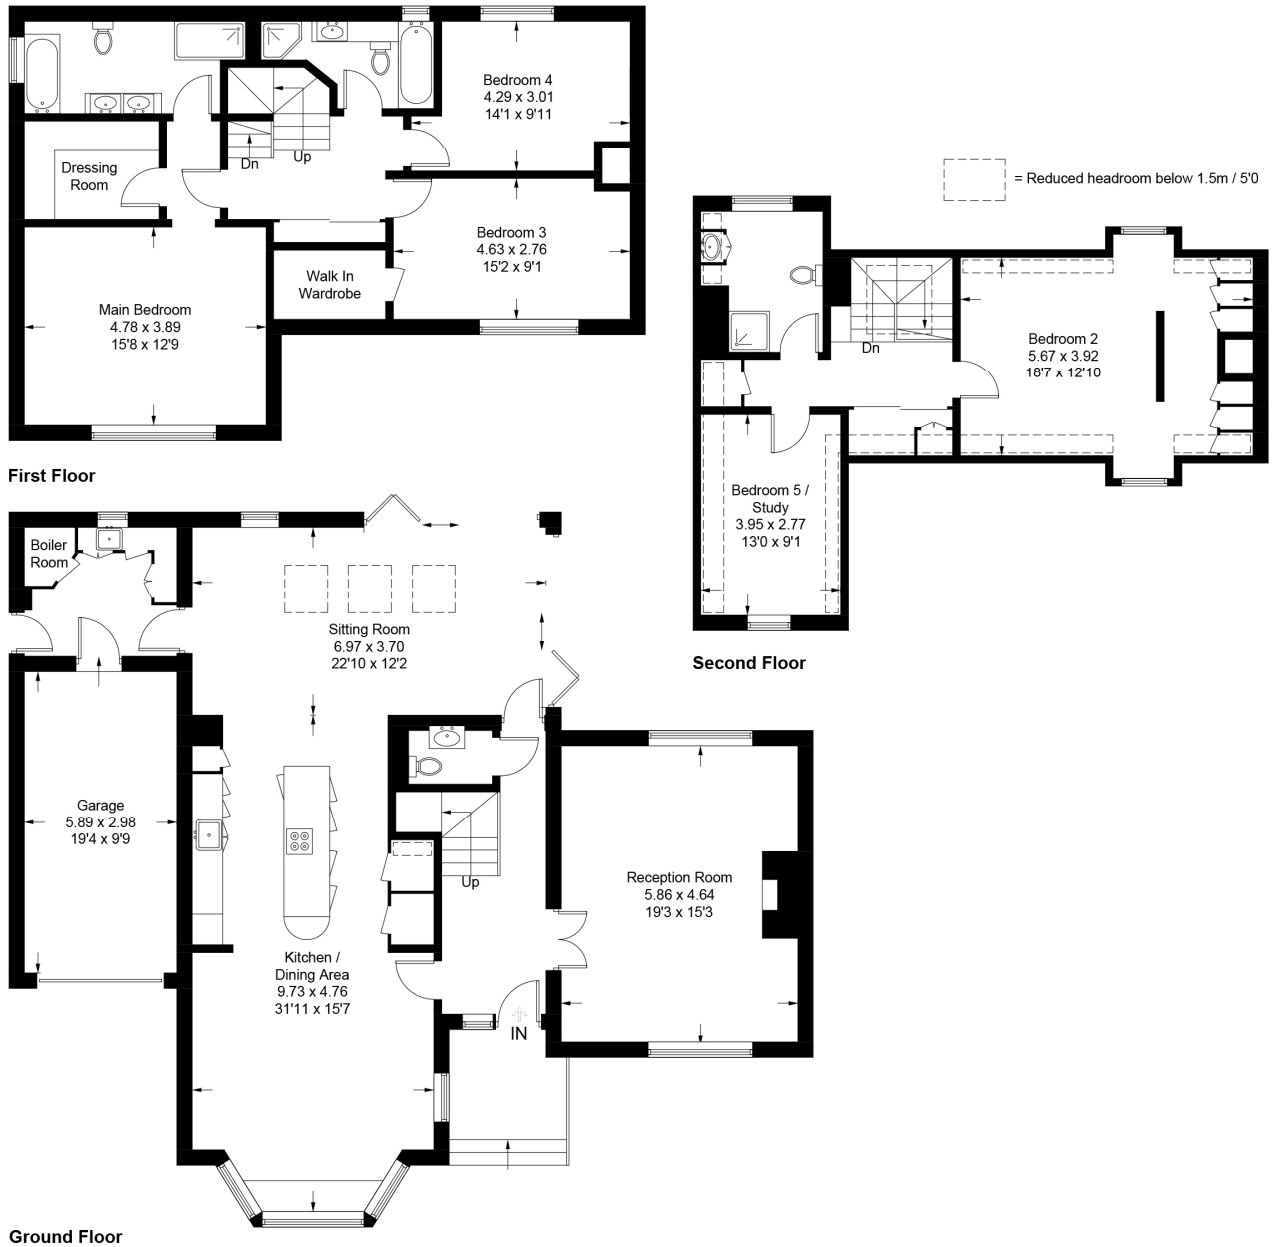 Bedroom 4
4.29 x 3.01
14'1 x 9'11
Dressing
Room
Dn
Up
Bedroom 3
4.63 x 2.76
15'2 x 9'1
Walk In
Wardrobe
Main Bedroom
4.78 x 3.89
15'8 x 12'9
First Floor
= Reduced headroom below 1.5m / 5'0
Dn
Bedroom 2
5.67 x 3.92
18'7 x 12'10
Bedroom 5 /
Study
3.95 x 2.77
13'0 x 9'1
Second Floor
Boiler
Room
Sitting Room
6.97 x 3.70
22'10 x 12'2
Garage
5.89 x 2.98
19'4 x 9'9
Up
Reception Room
5.86 x 4.64
19'3 x 15'3
Kitchen /
Dining Area
9.73 x 4.76
31'11 x 15'7
IN
Ground Floor